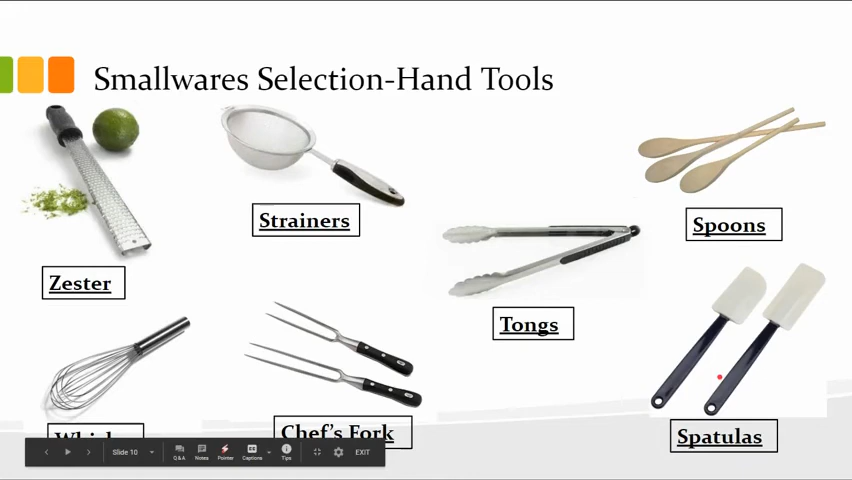 Smallwares Selection-Hand Tools
Strainers
Spoons
Zester
Tongs
Chef's Fork
Spatulas
Slide 10
Q&A
Notes
Pointer
Captions
Tips
EXIT